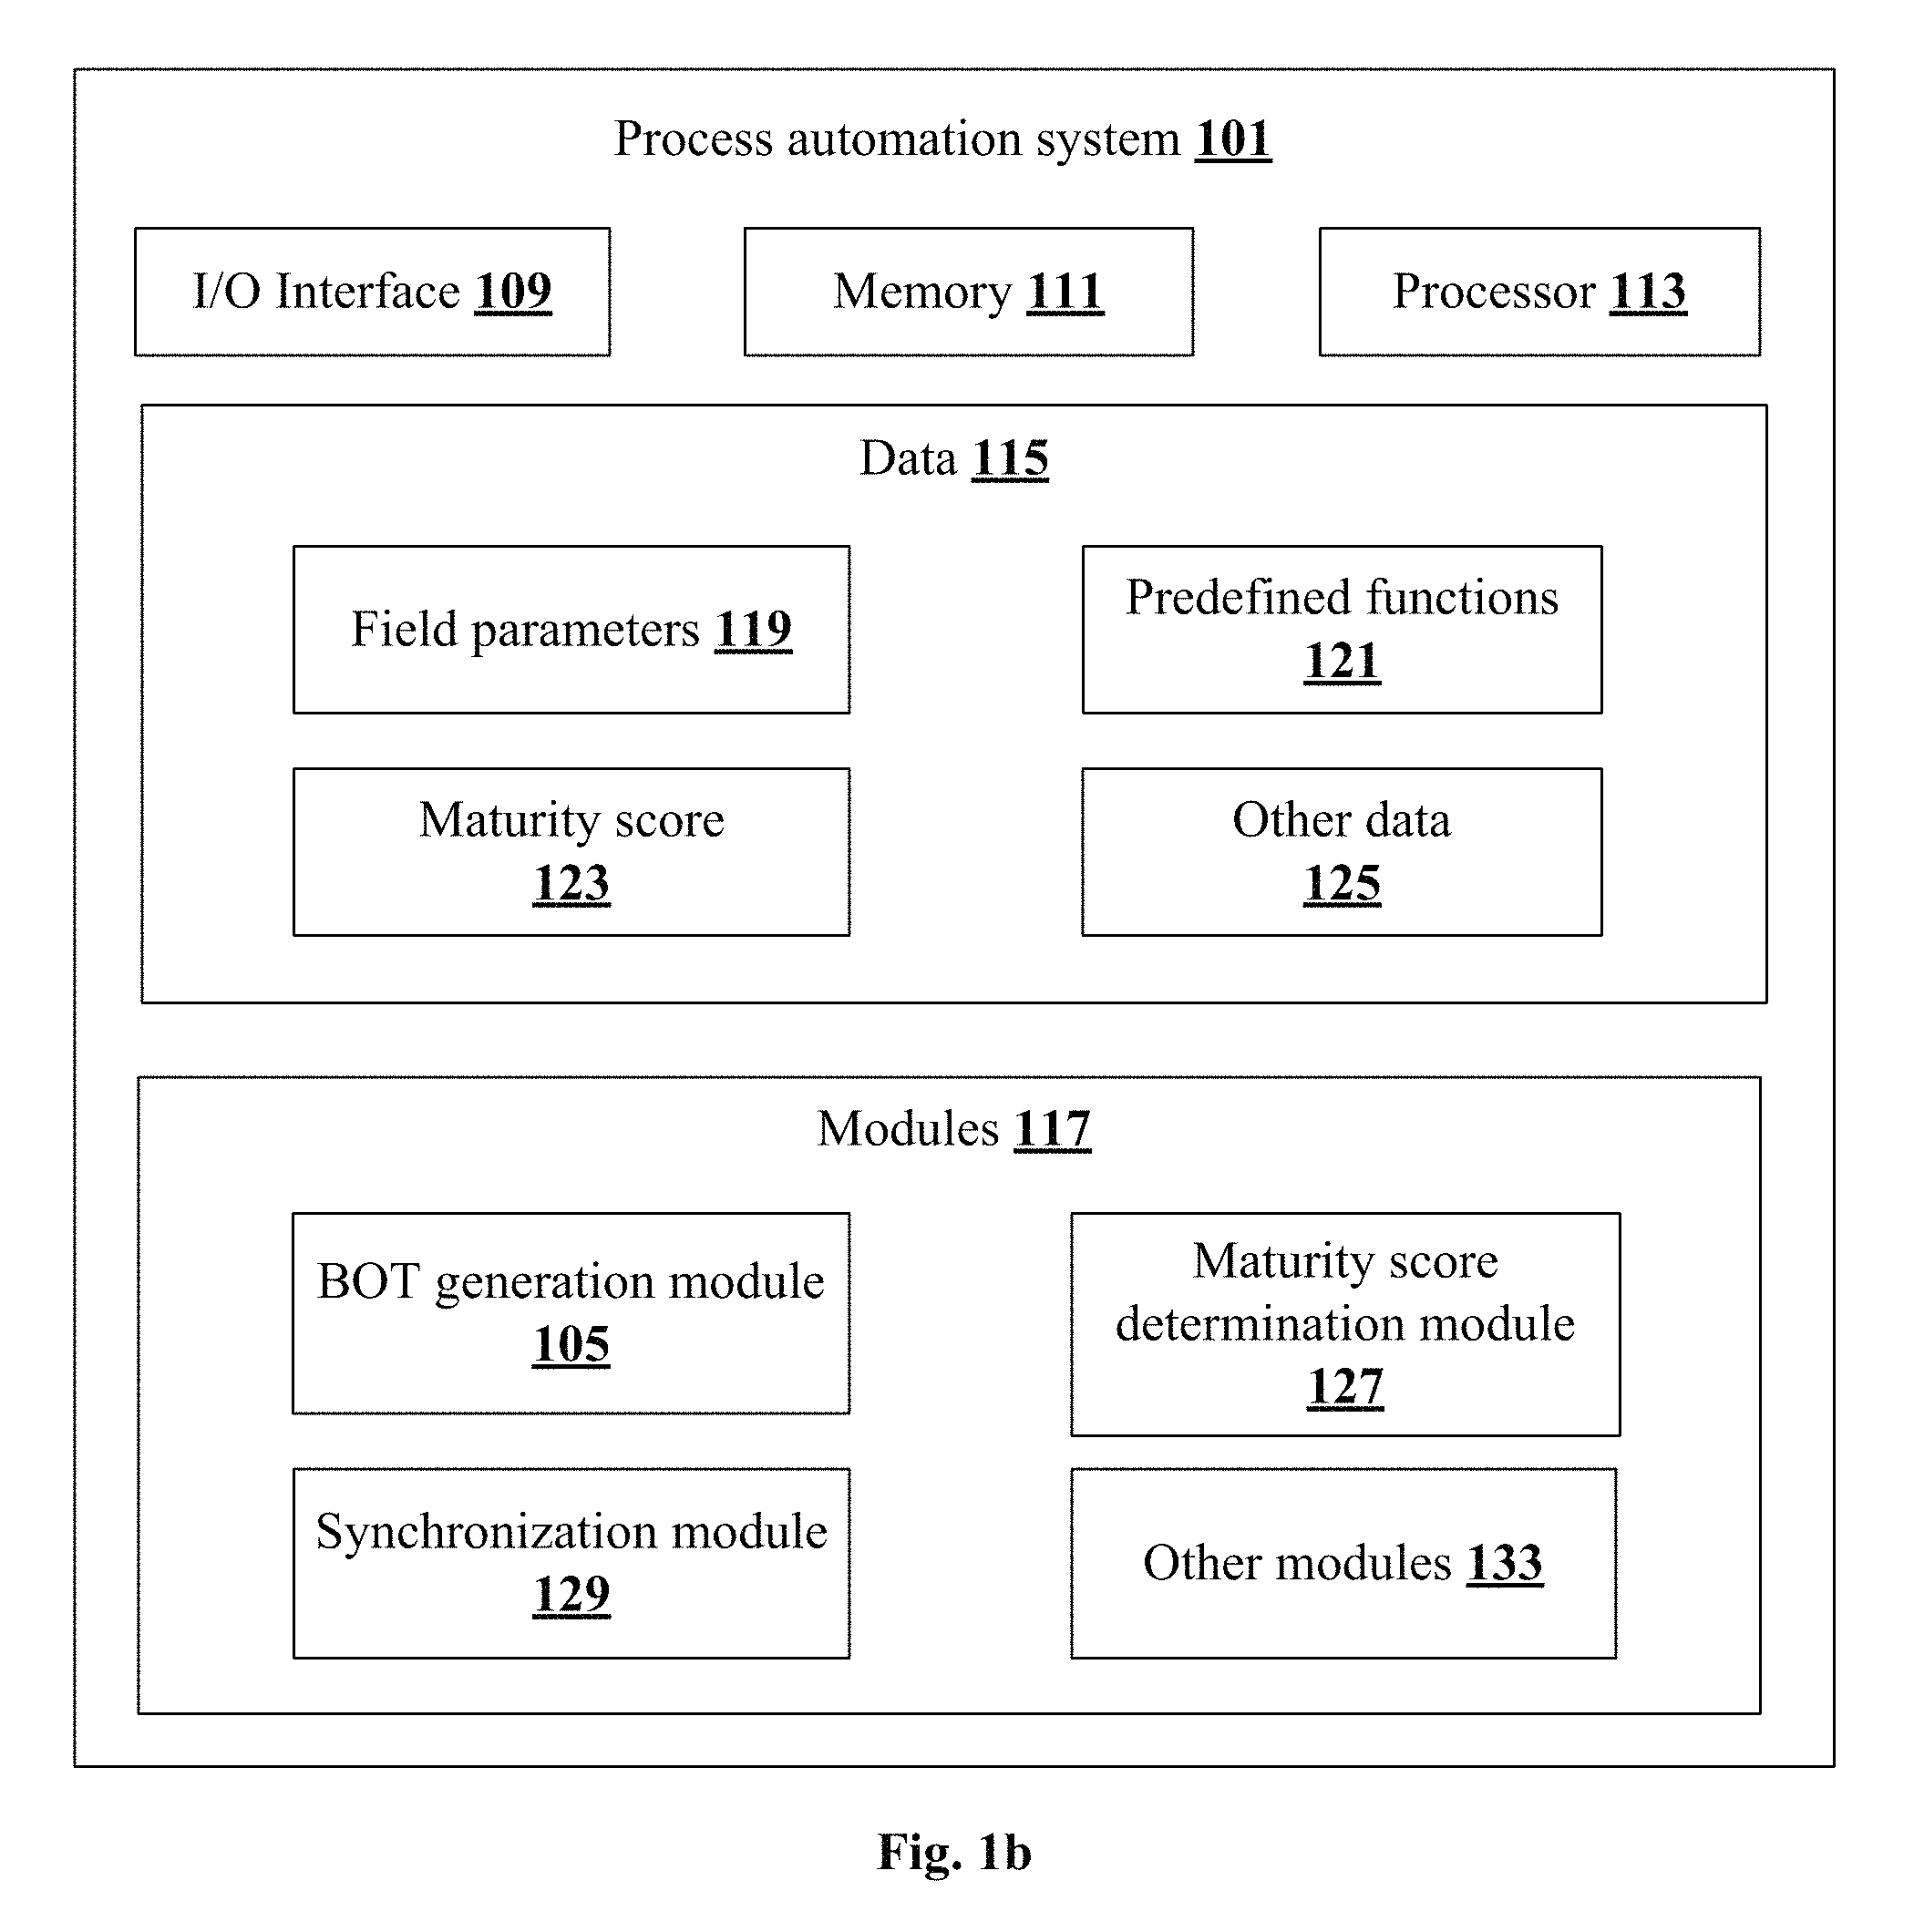 Process automation system 101
I/O Interface 109
Memory 111
Processor 113
Data 115
Field parameters 119
Predefined functions
121
Maturity score
123
Other data
125
Modules 117
BOT generation module
105
Maturity score
determination module
127
Synchronization module
129
Other modules 133
Fig. 1b